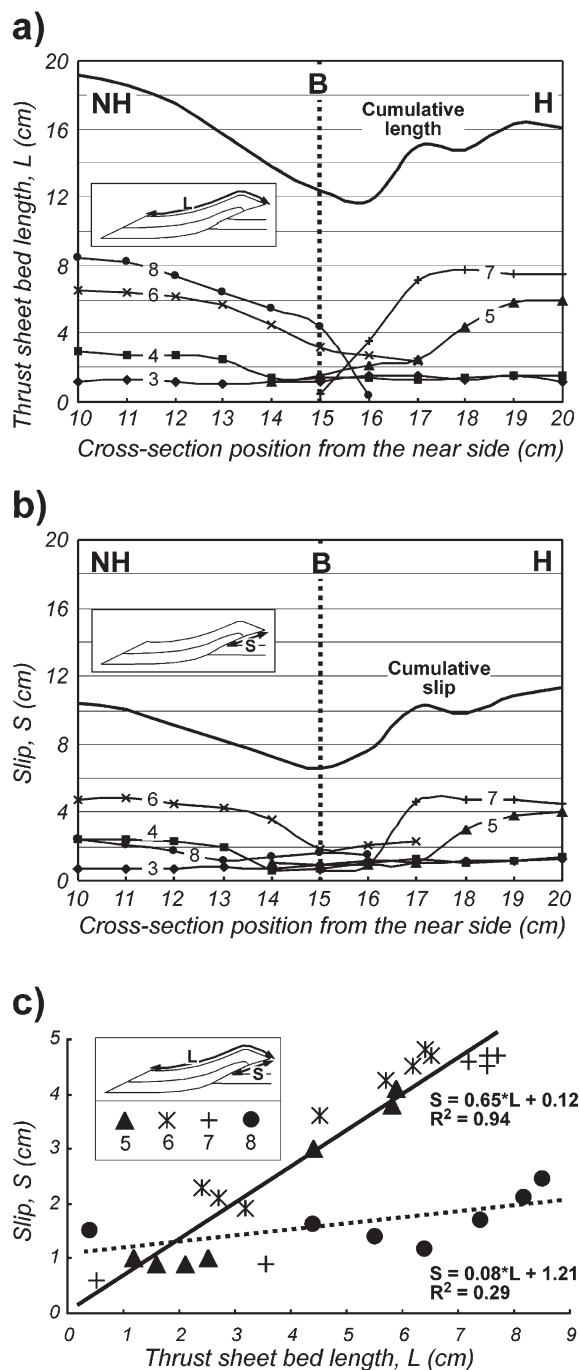 a)
20
16
12
8
4
0
Thrust sheet bed length, L (cm)
NH
B
H
Cumulative
length
L
8
6
4
3
7
5
10 11 12 13 14 15 16 17 18 19 20
Cross-section position from the near side (cm)
b)
20
16
12
8
4
0
Slip, S (cm)
NH
B
H
S
Cumulative
slip
6
4
8
3
7
5
10 11 12 13 14 15 16 17 18 19 20
Cross-section position from the near side (cm)
c)
5
4
3
2
1
0
Slip, S (cm)
L
S
5 6 7 8
S = 0.65*L + 0.12
R² = 0.94
S = 0.08*L + 1.21
R² = 0.29
0 1 2 3 4 5 6 7 8 9
Thrust sheet bed length, L (cm)